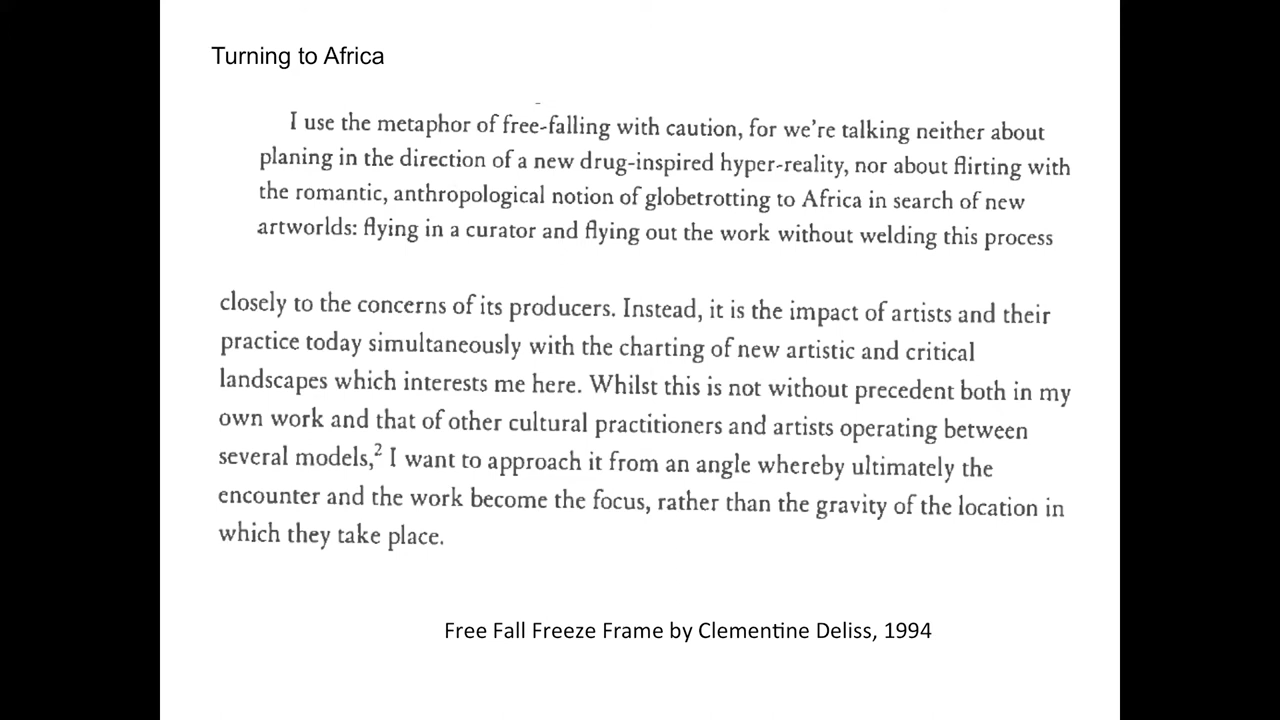 Turning to Africa
I use the metaphor of free-falling with caution, for we're talking neither about
planing in the direction of a new drug-inspired hyper-reality, nor about flirting with
the romantic, anthropological notion of globetrotting to Africa in search of new
artworlds: flying in a curator and flying out the work without welding this process
closely to the concerns of its producers. Instead, it is the impact of artists and their
practice today simultaneously with the charting of new artistic and critical
landscapes which interests me here. Whilst this is not without precedent both in my
own work and that of other cultural practitioners and artists operating between
several models,² I want to approach it from an angle whereby ultimately the
encounter and the work become the focus, rather than the gravity of the location in
which they take place.
Free Fall Freeze Frame by Clementine Deliss, 1994